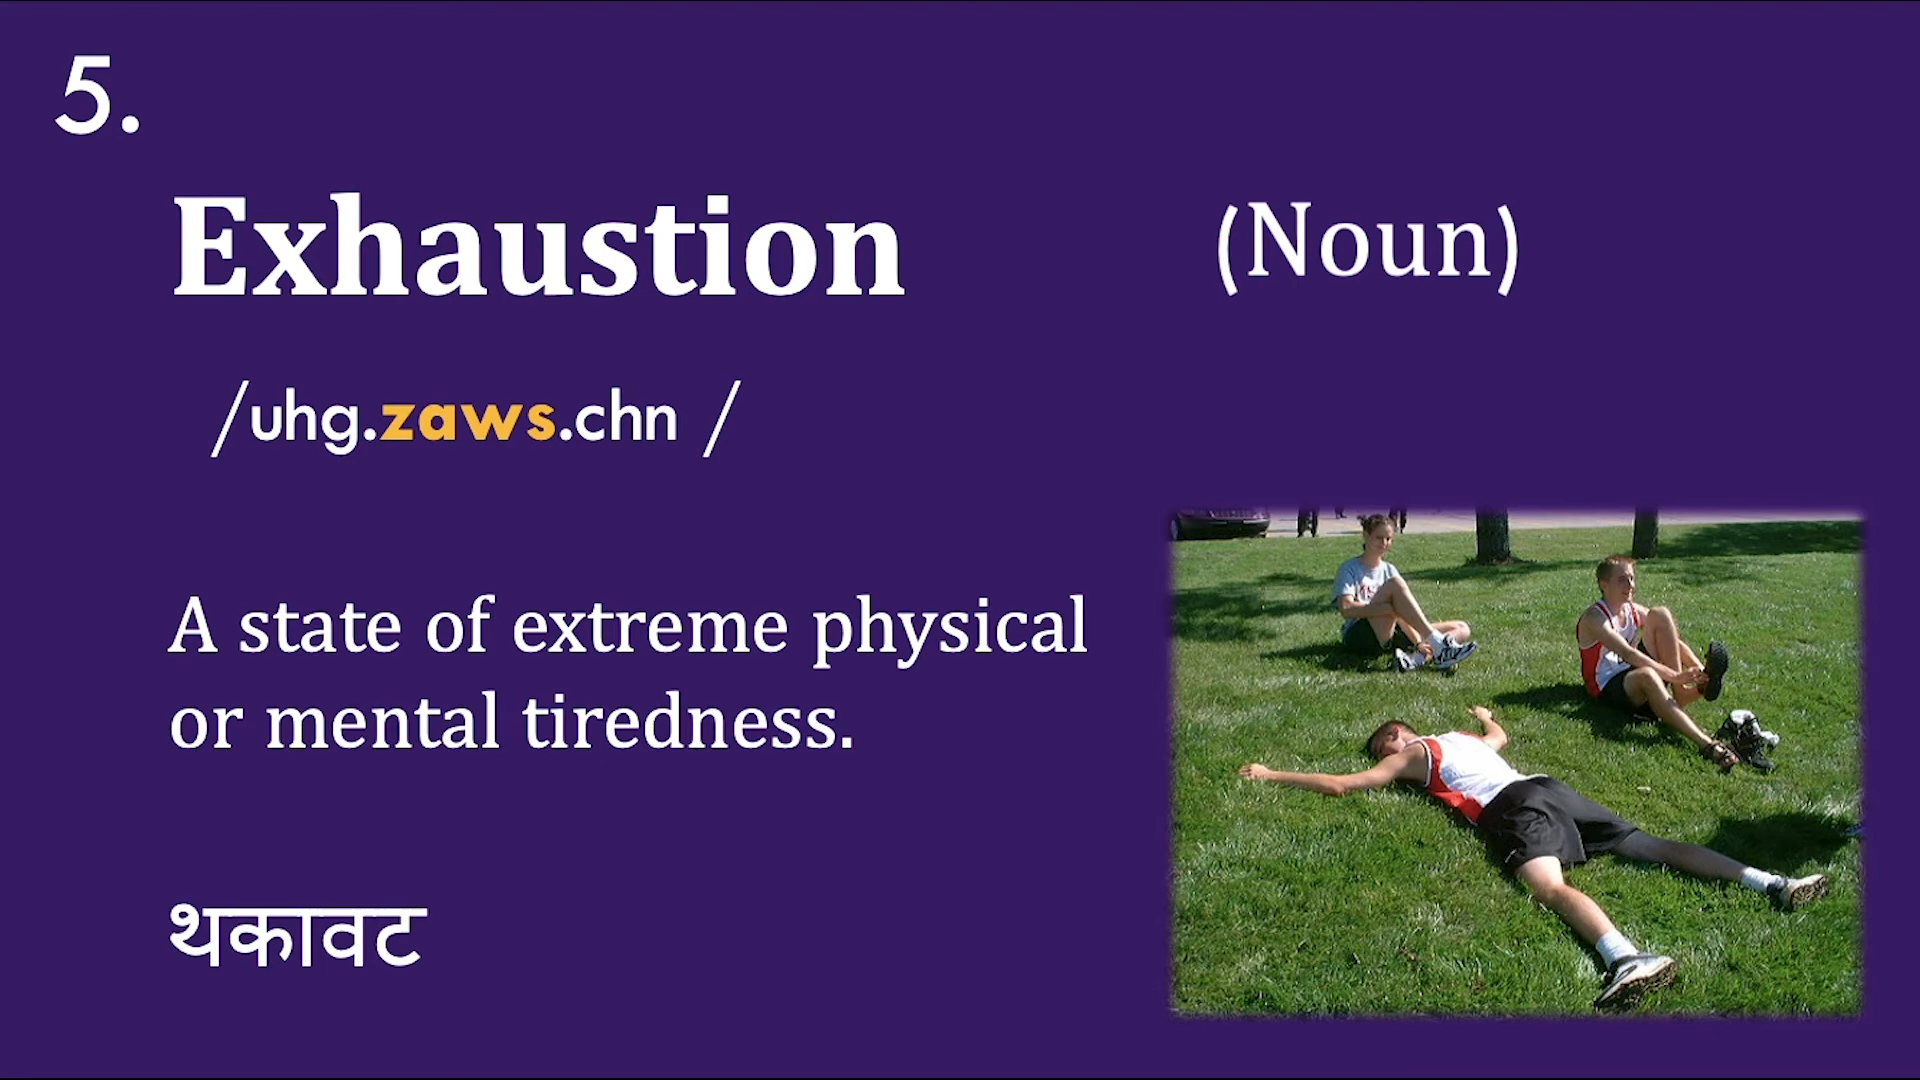 5.
Exhaustion (Noun)
/uhg.zaws.chn /
A state of extreme physical
or mental tiredness.
थकावट